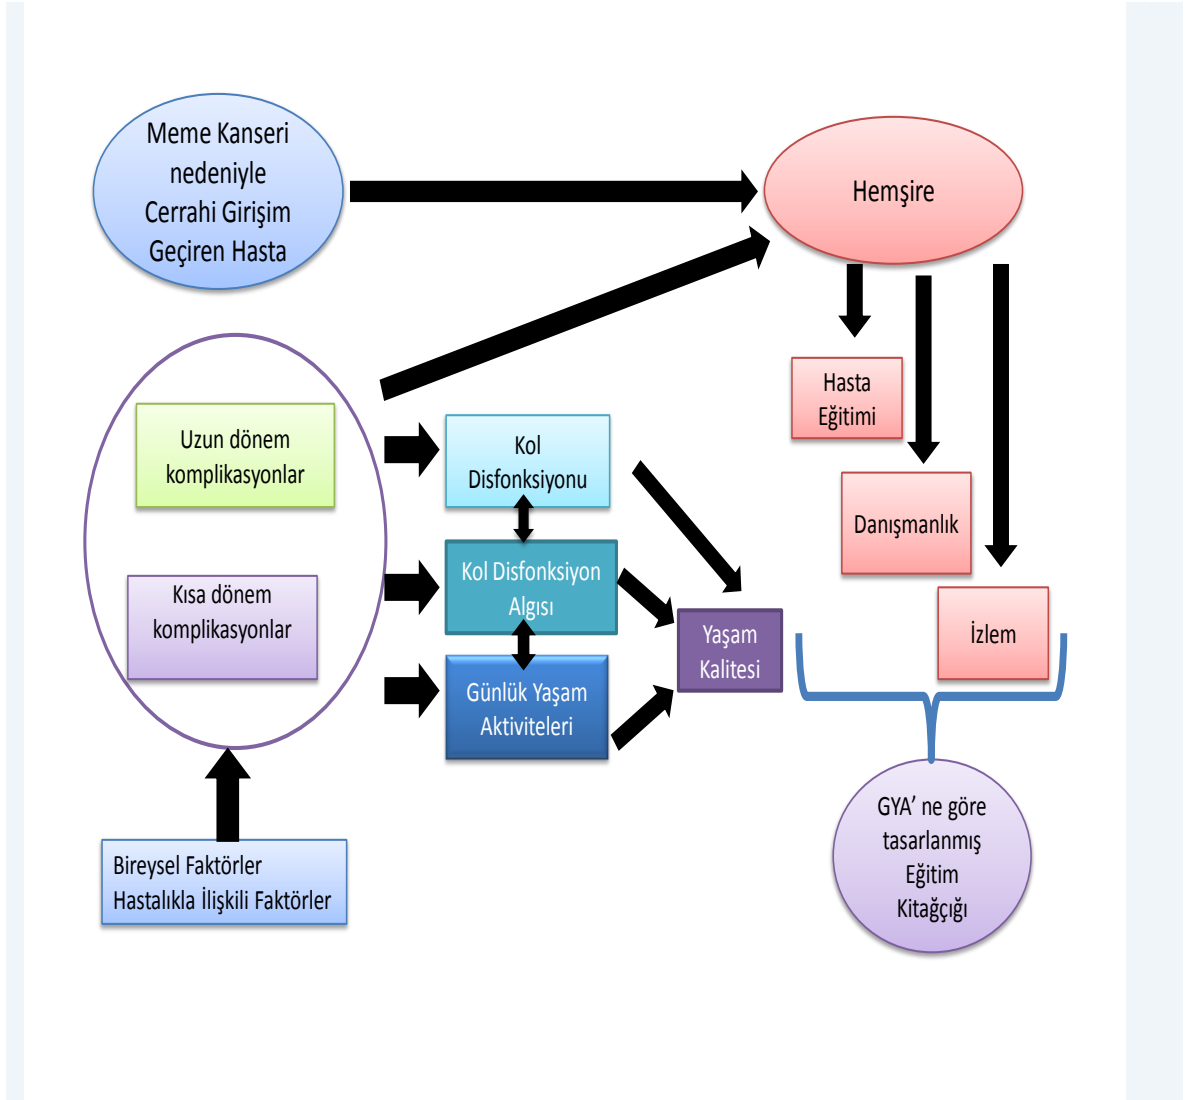 Meme Kanseri
nedeniyle
Cerrahi Girişim
Geçiren Hasta
Hemşire
Hasta
Eğitimi
Uzun dönem
komplikasyonlar
Kol
Disfonksiyonu
Danışmanlık
Kısa dönem
komplikasyonlar
Kol Disfonksiyon
Algısı
Yaşam
Kalitesi
İzlem
Günlük Yaşam
Aktiviteleri
Bireysel Faktörler
Hastalıkla İlişkili Faktörler
GYA’ ne göre
tasarlanmış
Eğitim
Kitağçığı